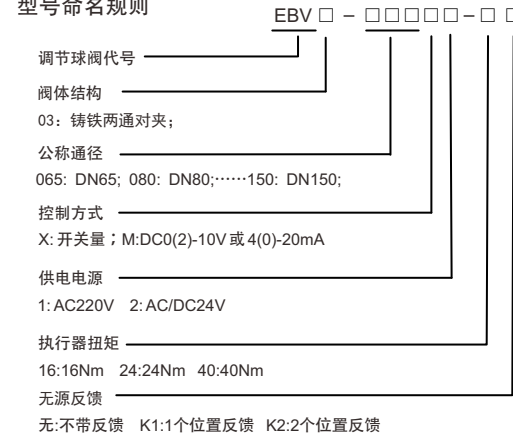 型号命名规则
EBV □ - □□□□□-□ □
调节球阀代号
阀体结构
03：铸铁两通对夹；
公称通径
065: DN65; 080: DN80;……150: DN150;
控制方式
X: 开关量；M:DC0(2)-10V 或 4(0)-20mA
供电电源
1: AC220V 2: AC/DC24V
执行器扭矩
16:16Nm 24:24Nm 40:40Nm
无源反馈
无:不带反馈 K1:1个位置反馈 K2:2个位置反馈